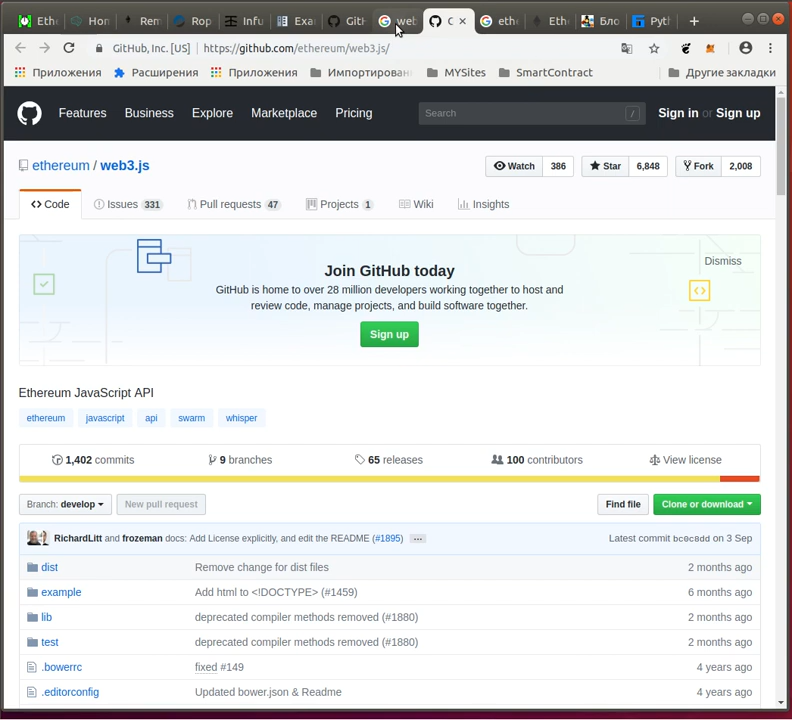 Eth Hon Rem Rop Infu Exa GitH web G ethe Eth Бло Pyth
GitHub, Inc. [US] | https://github.com/ethereum/web3.js/
Приложения Расширения Приложения Импортирован MYSites SmartContract Другие закладки
Features Business Explore Marketplace Pricing Search / Sign in or Sign up
ethereum / web3.js Watch 386 Star 6,848 Fork 2,008
Code Issues 331 Pull requests 47 Projects 1 Wiki Insights
Dismiss
Join GitHub today
GitHub is home to over 28 million developers working together to host and
review code, manage projects, and build software together.
Sign up
Ethereum JavaScript API
ethereum javascript api swarm whisper
1,402 commits 9 branches 65 releases 100 contributors View license
Branch: develop New pull request Find file Clone or download
RichardLitt and frozeman docs: Add License explicitly, and edit the README (#1895) … Latest commit bc0c8dd on 3 Sep
dist Remove change for dist files 2 months ago
example Add html to <!DOCTYPE> (#1459) 6 months ago
lib deprecated compiler methods removed (#1880) 2 months ago
test deprecated compiler methods removed (#1880) 2 months ago
.bowerrc fixed #149 4 years ago
.editorconfig Updated bower.json & Readme 4 years ago